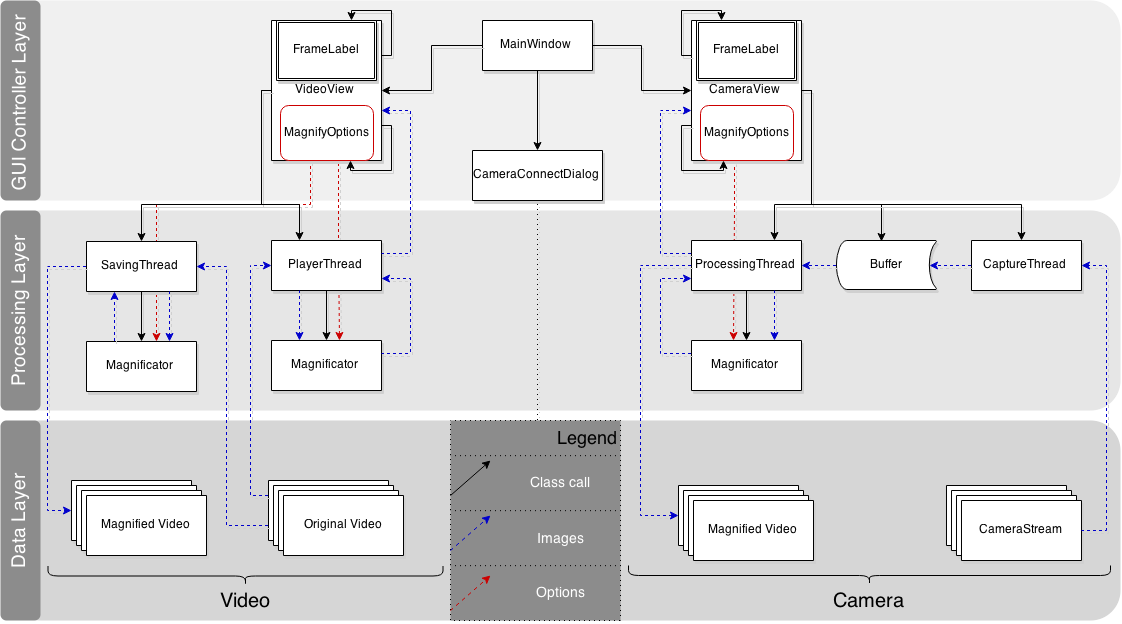 GUI Controller Layer
FrameLabel
MainWindow
FrameLabel
VideoView
CameraView
MagnifyOptions
MagnifyOptions
CameraConnectDialog
Processing Layer
SavingThread
PlayerThread
ProcessingThread
Buffer
CaptureThread
Magnificator
Magnificator
Magnificator
Data Layer
Legend
Class call
Images
Options
Magnified Video
Original Video
Magnified Video
CameraStream
Video
Camera